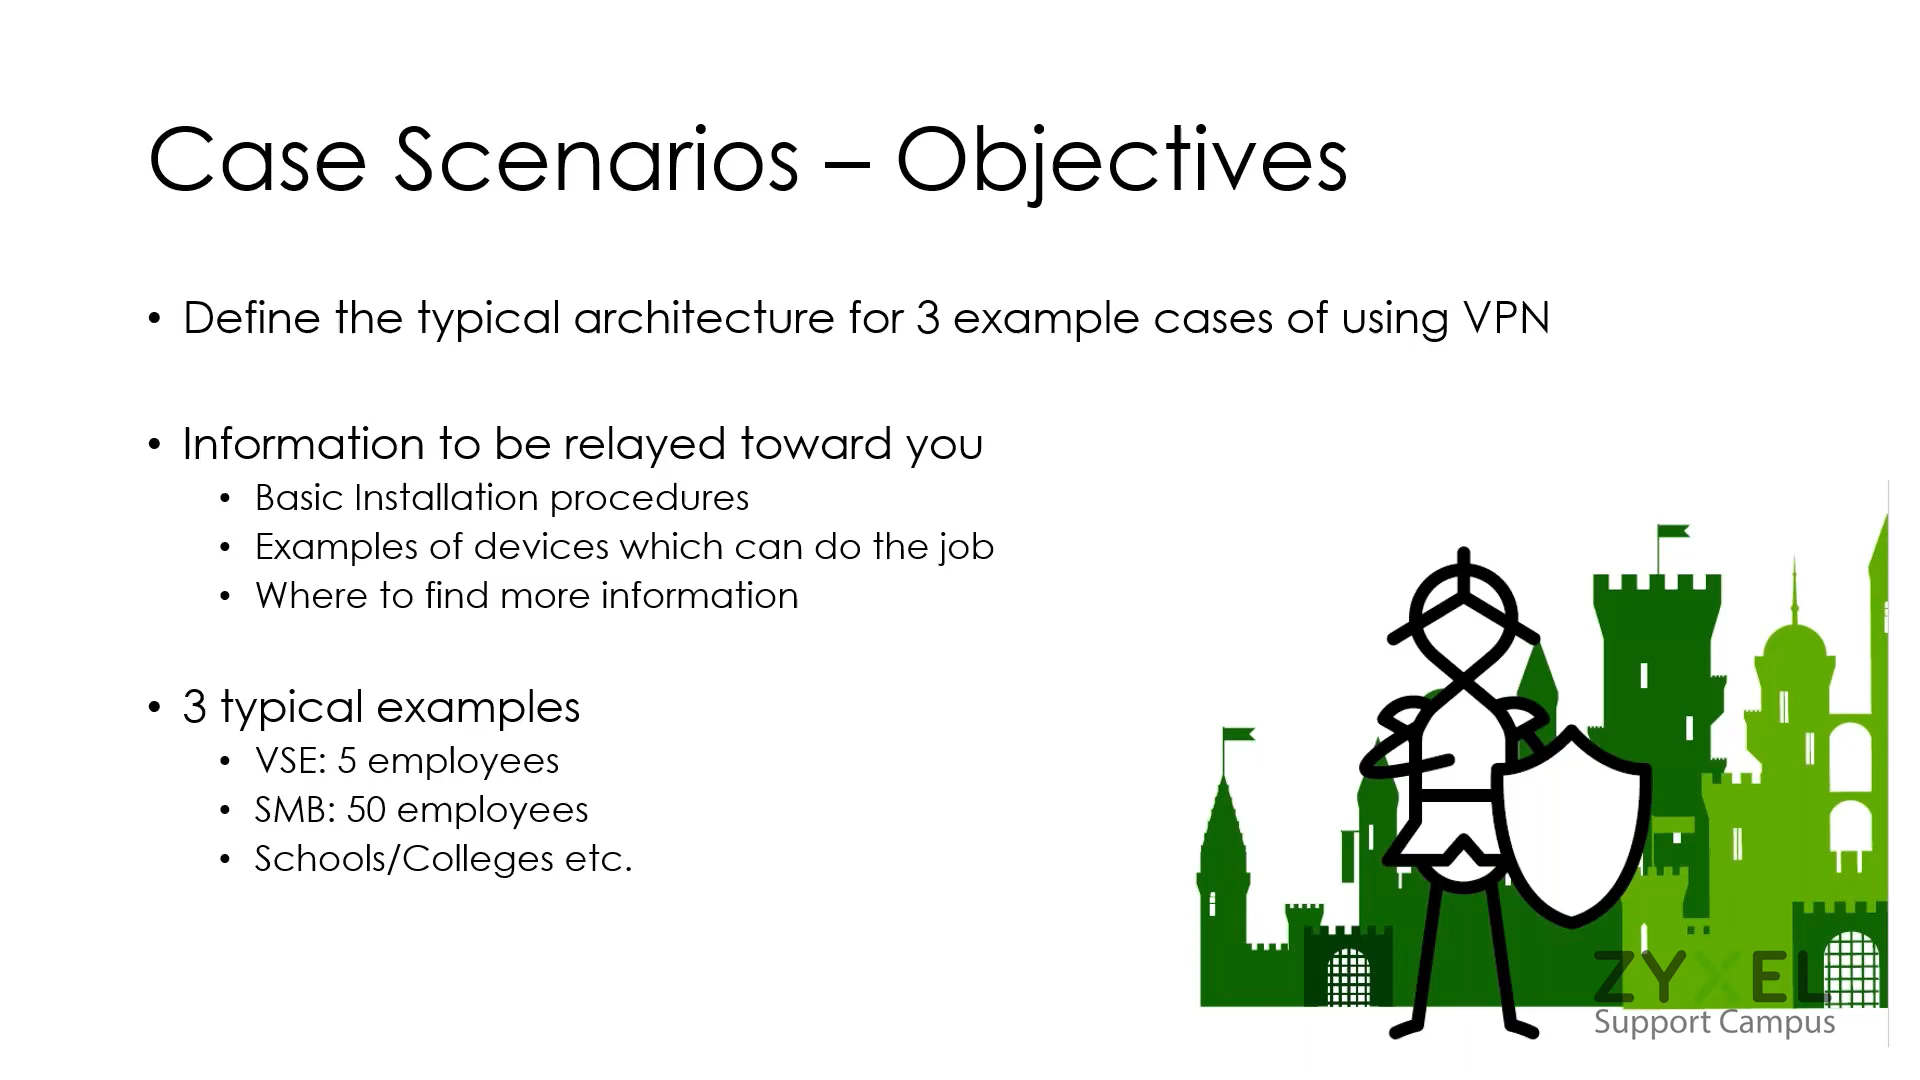 Case Scenarios – Objectives
• Define the typical architecture for 3 example cases of using VPN
• Information to be relayed toward you
• Basic Installation procedures
• Examples of devices which can do the job
• Where to find more information
• 3 typical examples
• VSE: 5 employees
• SMB: 50 employees
• Schools/Colleges etc.
ZYXEL
Support Campus